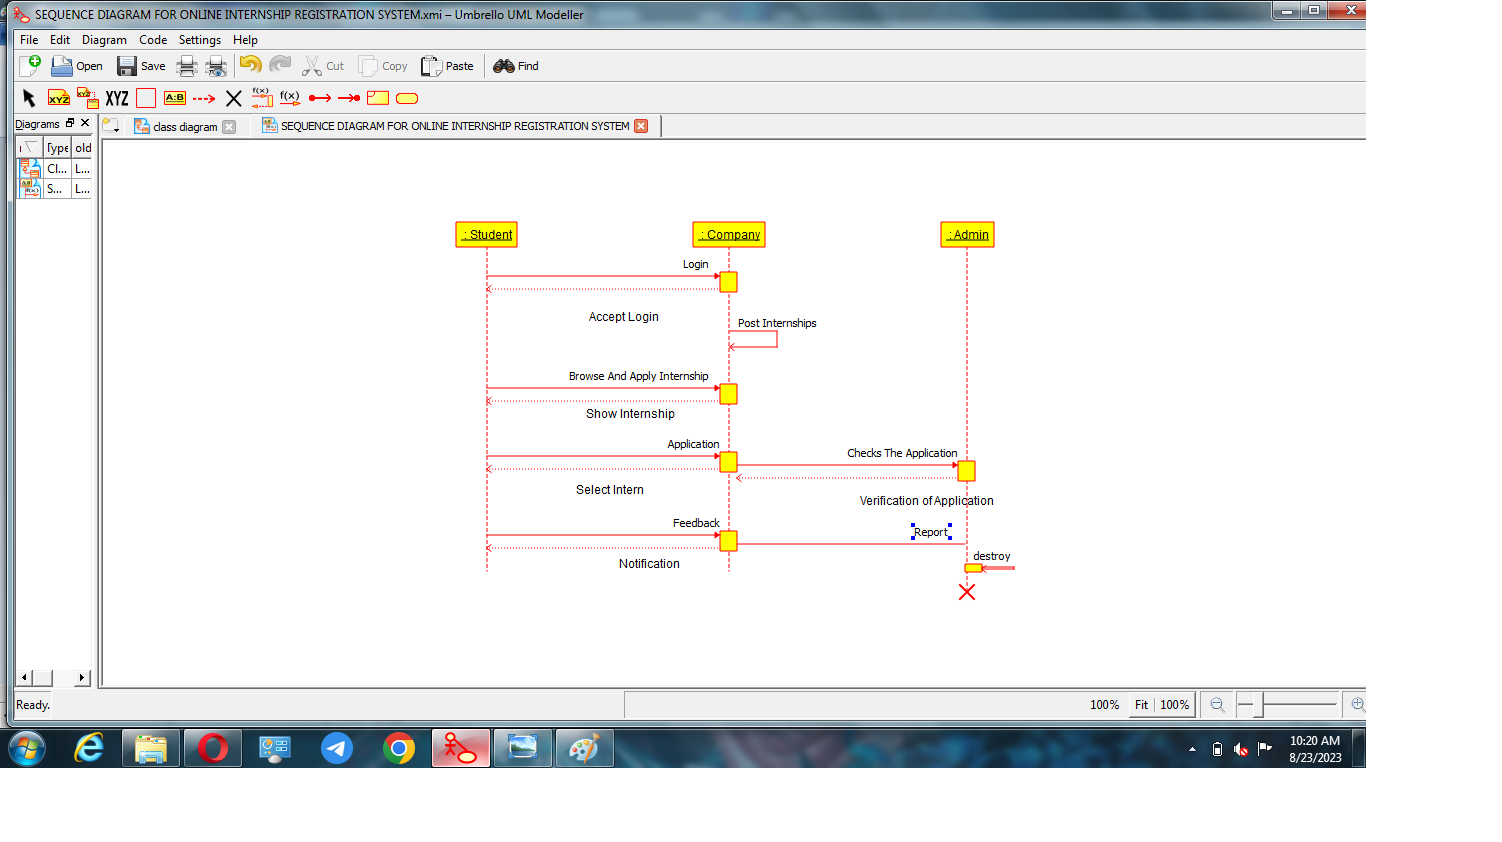 SEQUENCE DIAGRAM FOR ONLINE INTERNSHIP REGISTRATION SYSTEM.xmi – Umbrello UML Modeller
File Edit Diagram Code Settings Help
Open Save Cut Copy Paste Find
XYZ XYZ XYZ A:B f(x) f(x)
Diagrams
class diagram
SEQUENCE DIAGRAM FOR ONLINE INTERNSHIP REGISTRATION SYSTEM
Type old
Cl... L...
S... L...
: Student
: Company
: Admin
Login
Accept Login
Post Internships
Browse And Apply Internship
Show Internship
Application
Checks The Application
Select Intern
Verification of Application
Feedback
Report
destroy
Notification
Ready.
100% Fit 100%
10:20 AM
8/23/2023